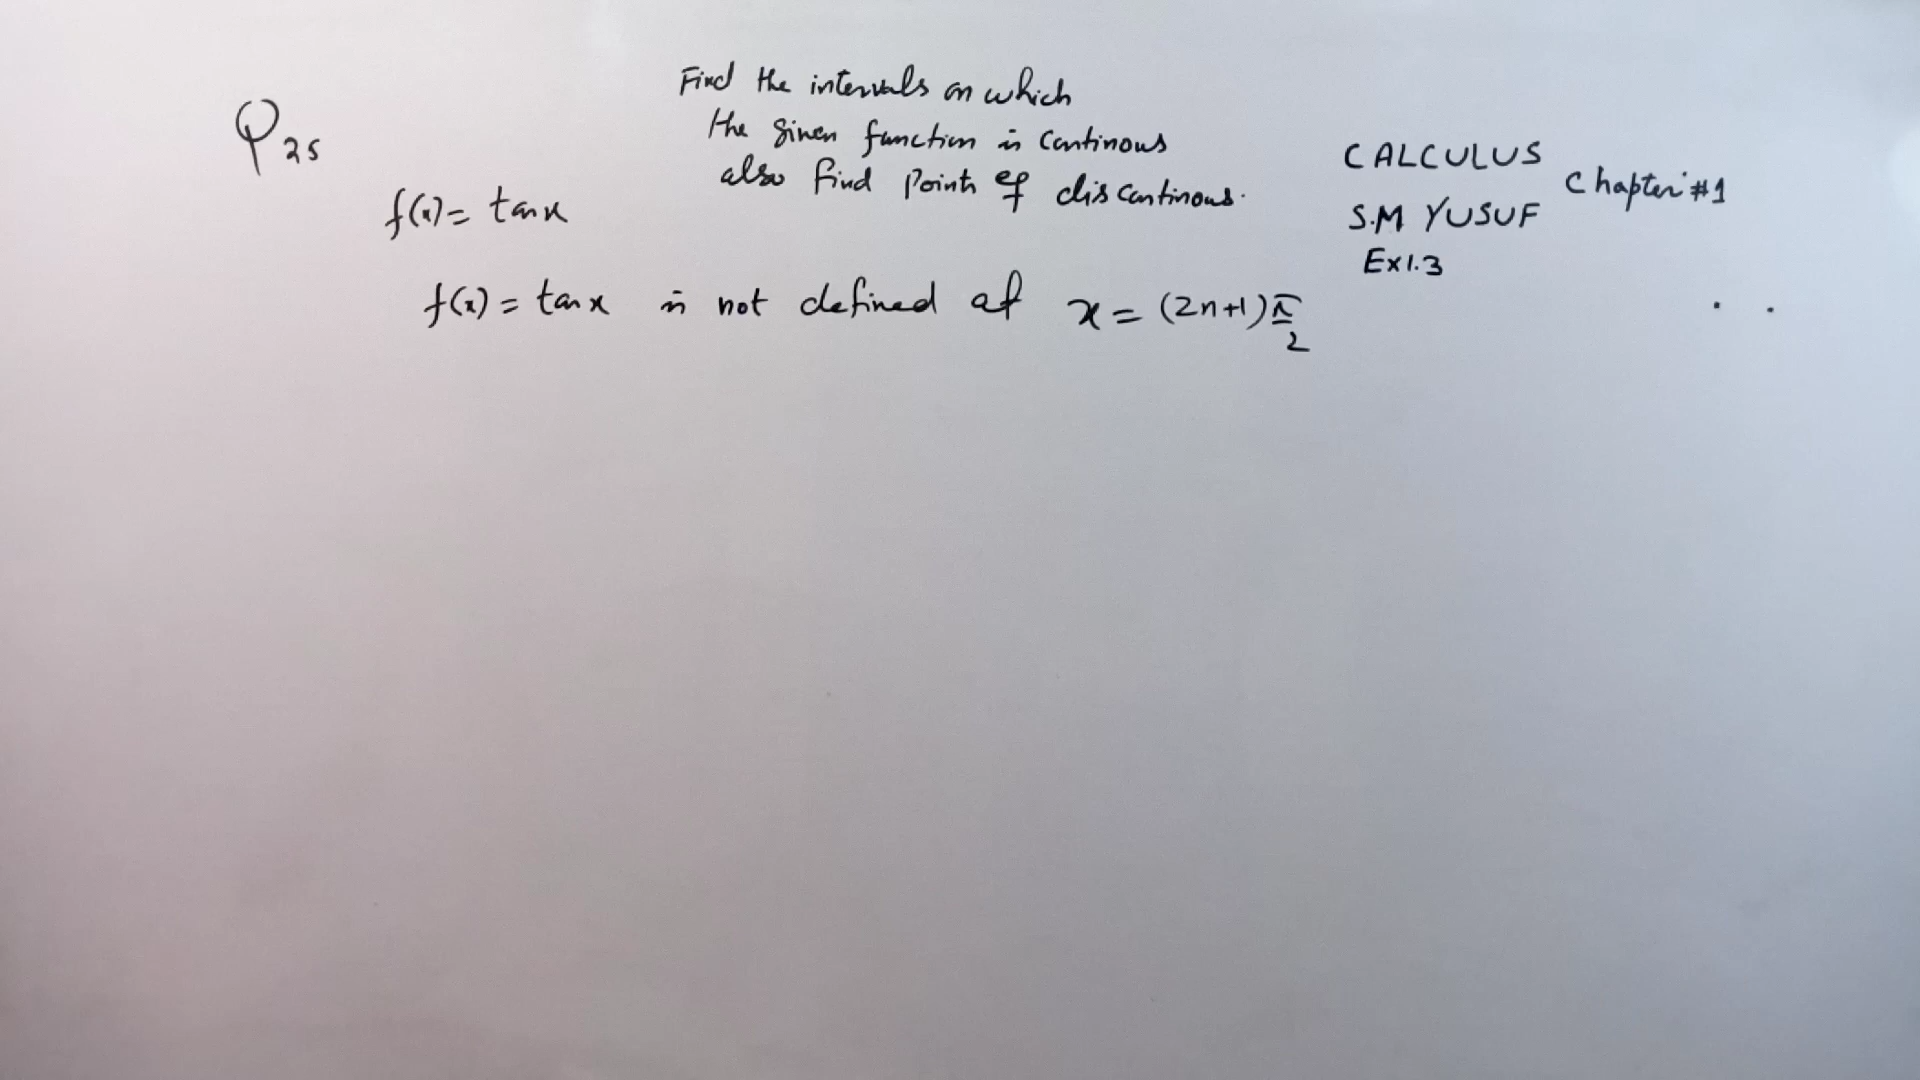 Find the intervals on which
the given function is continous
also find points of discontinous.
Q25
f(x) = tanx
CALCULUS
S.M YUSUF
Ex1.3
Chapter #1
f(x) = tanx is not defined at x = (2n+1)π/2